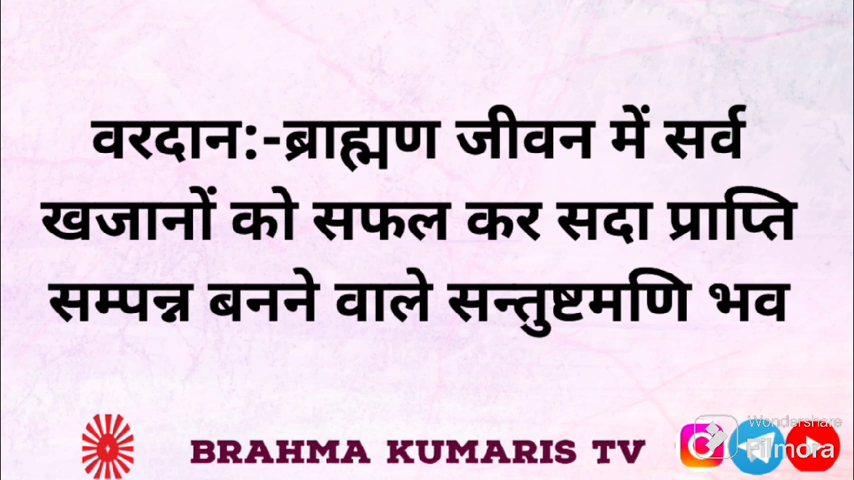 वरदान:-ब्राह्मण जीवन में सर्व
खजानों को सफल कर सदा प्राप्ति
सम्पन्न बनने वाले सन्तुष्टमणि भव
BRAHMA KUMARIS TV
Wondershare
Filmora